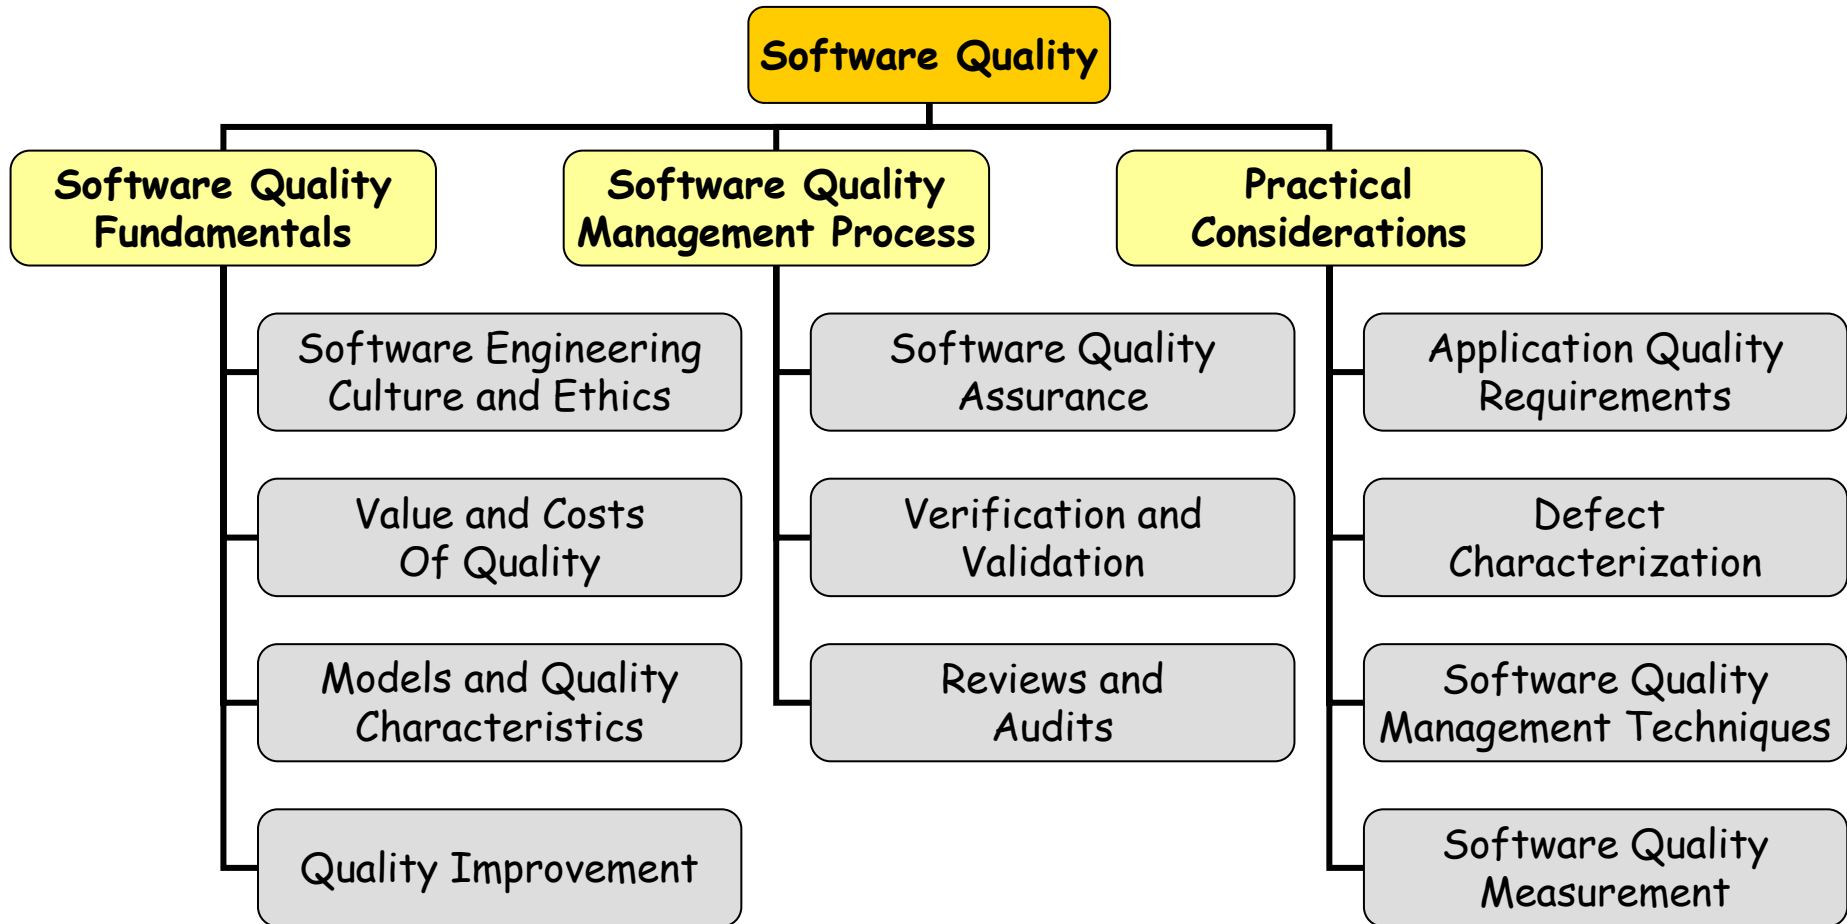 Software Quality
Software Quality
Fundamentals
Software Engineering
Culture and Ethics
Value and Costs
Of Quality
Models and Quality
Characteristics
Quality Improvement
Software Quality
Management Process
Software Quality
Assurance
Verification and
Validation
Reviews and
Audits
Practical
Considerations
Application Quality
Requirements
Defect
Characterization
Software Quality
Management Techniques
Software Quality
Measurement